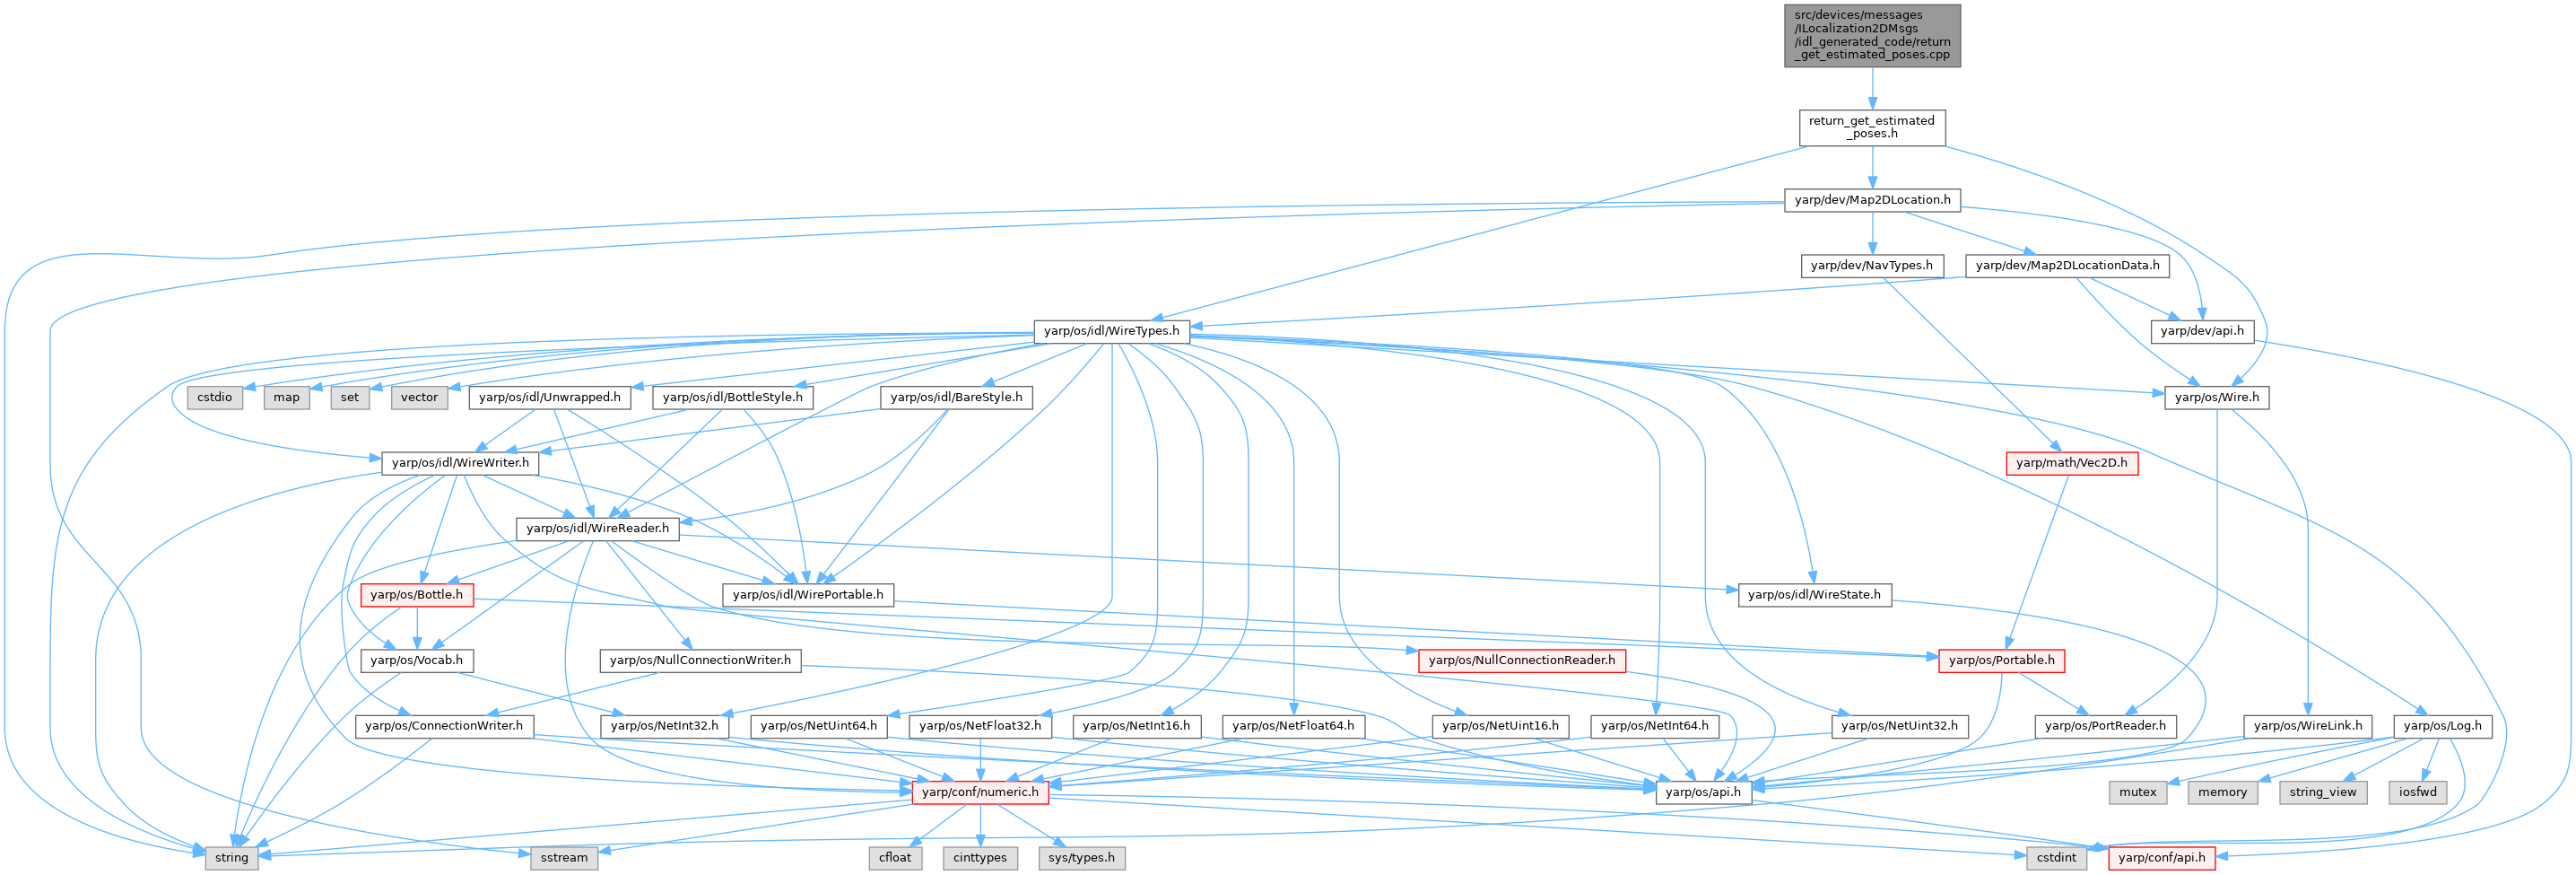 src/devices/messages
/ILocalization2DMsgs
/idl_generated_code/return
_get_estimated_poses.cpp
return_get_estimated
_poses.h
yarp/dev/Map2DLocation.h
yarp/dev/NavTypes.h
yarp/dev/Map2DLocationData.h
yarp/os/idl/WireTypes.h
yarp/dev/api.h
cstdio
map
set
vector
yarp/os/idl/Unwrapped.h
yarp/os/idl/BottleStyle.h
yarp/os/idl/BareStyle.h
yarp/os/Wire.h
yarp/os/idl/WireWriter.h
yarp/math/Vec2D.h
yarp/os/idl/WireReader.h
yarp/os/Bottle.h
yarp/os/idl/WirePortable.h
yarp/os/idl/WireState.h
yarp/os/Vocab.h
yarp/os/NullConnectionWriter.h
yarp/os/NullConnectionReader.h
yarp/os/Portable.h
yarp/os/ConnectionWriter.h
yarp/os/NetInt32.h
yarp/os/NetUint64.h
yarp/os/NetFloat32.h
yarp/os/NetInt16.h
yarp/os/NetFloat64.h
yarp/os/NetUint16.h
yarp/os/NetInt64.h
yarp/os/NetUint32.h
yarp/os/PortReader.h
yarp/os/WireLink.h
yarp/os/Log.h
yarp/conf/numeric.h
yarp/os/api.h
mutex
memory
string_view
iosfwd
string
sstream
cfloat
cinttypes
sys/types.h
cstdint
yarp/conf/api.h